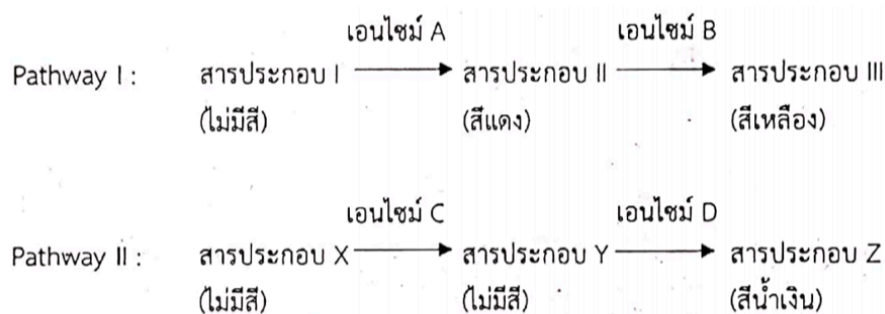 เอนไซม์ A เอนไซม์ B
Pathway I : สารประกอบ I สารประกอบ II สารประกอบ III
(ไม่มีสี) (สีแดง) (สีเหลือง)
เอนไซม์ C เอนไซม์ D
Pathway II : สารประกอบ X สารประกอบ Y สารประกอบ Z
(ไม่มีสี) (ไม่มีสี) (สีน้ำเงิน)